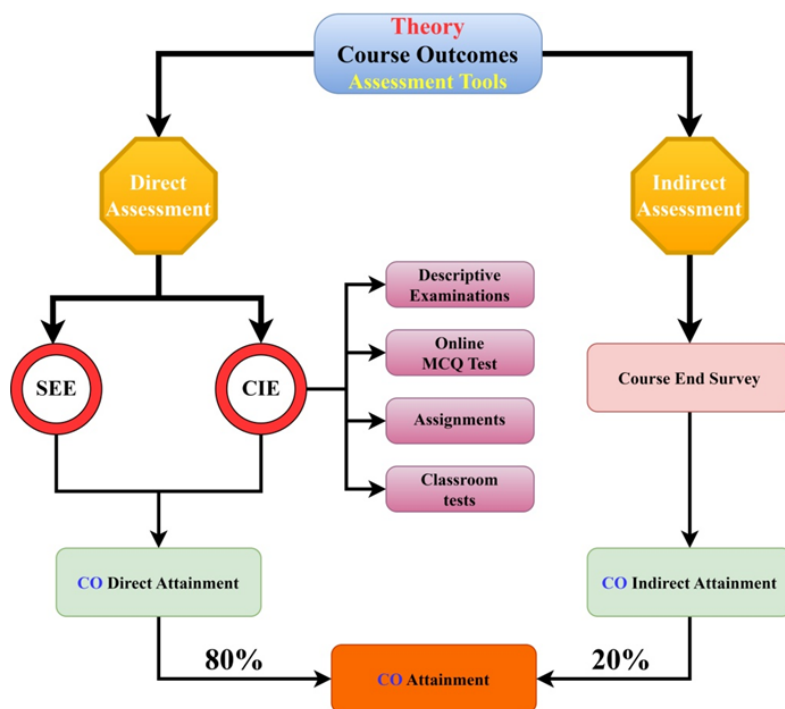 Theory
Course Outcomes
Assessment Tools
Direct
Assessment
Indirect
Assessment
Descriptive
Examinations
Online
MCQ Test
SEE
CIE
Course End Survey
Assignments
Classroom
tests
CO Direct Attainment
CO Indirect Attainment
80%
20%
CO Attainment